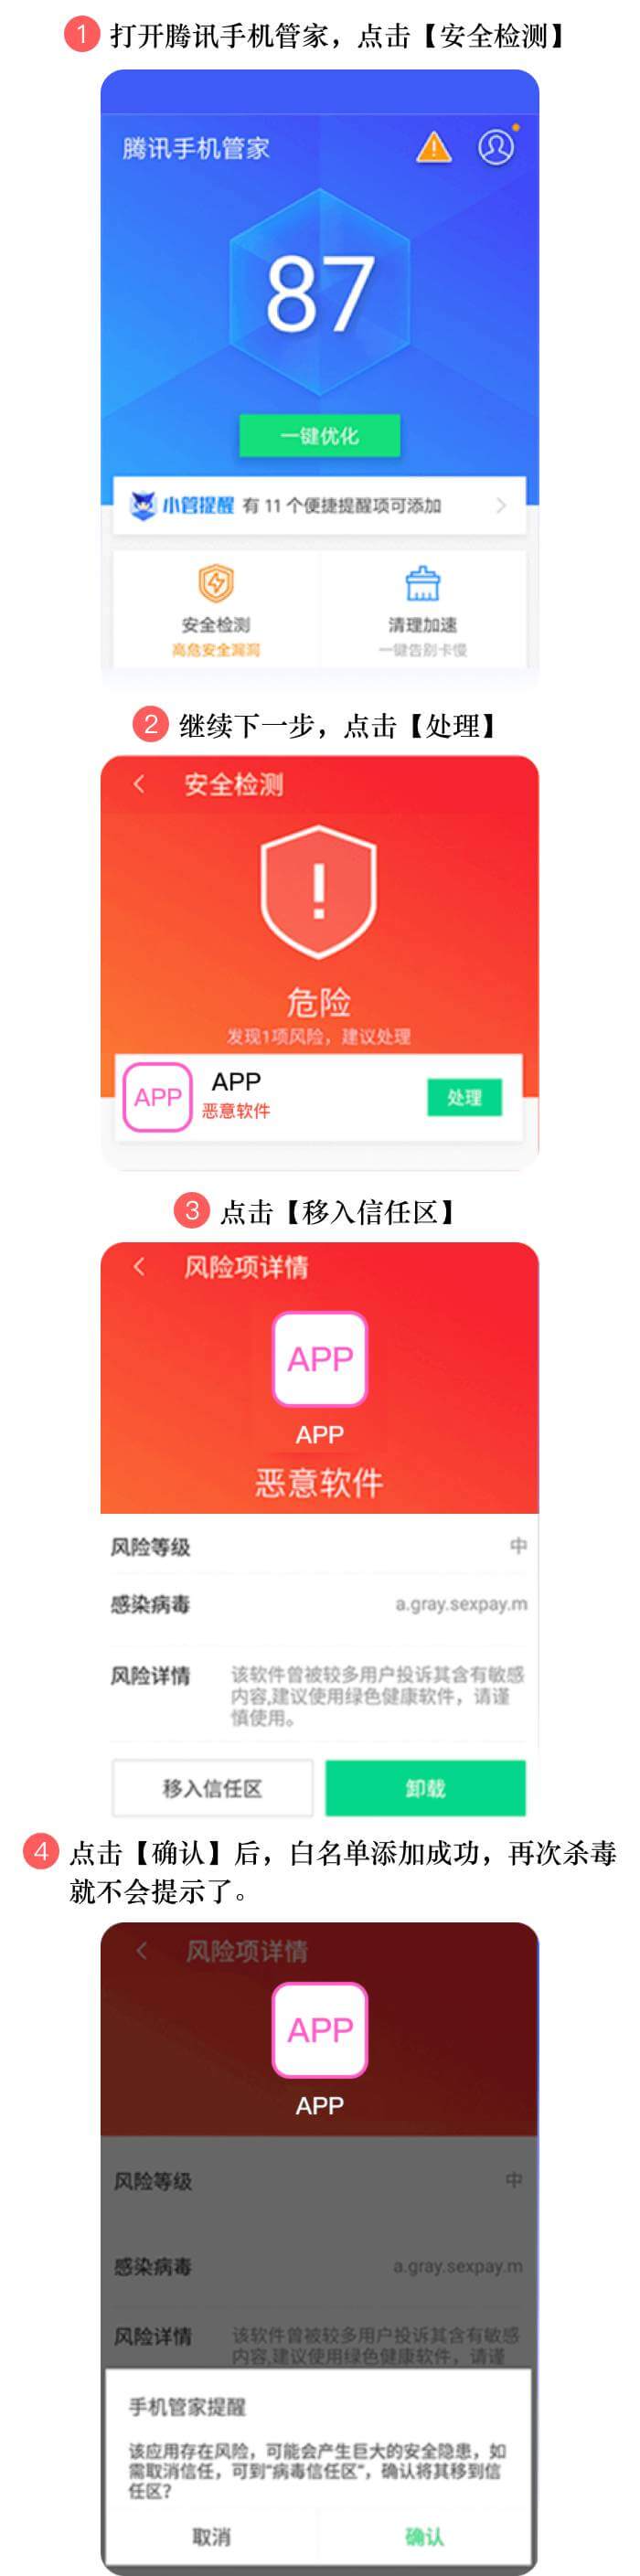 1 打开腾讯手机管家，点击【安全检测】
腾讯手机管家
87
一键优化
小管提醒 有 11 个便捷提醒项可添加
安全检测 清理加速
高危安全漏洞 一键告别卡慢
2 继续下一步，点击【处理】
安全检测
!
危险
发现1项风险，建议处理
APP APP 处理
恶意软件
3 点击【移入信任区】
风险项详情
APP
APP
恶意软件
风险等级 中
感染病毒 a.gray.sexpay.m
风险详情 该软件曾被较多用户投诉其含有敏感
内容,建议使用绿色健康软件，请谨
慎使用。
移入信任区 卸载
4 点击【确认】后，白名单添加成功，再次杀毒
就不会提示了。
风险项详情
APP
APP
风险等级 中
感染病毒 a.gray.sexpay.m
风险详情 该软件曾被较多用户投诉其含有敏感
内容,建议使用绿色健康软件，请谨
手机管家提醒
该应用存在风险，可能会产生巨大的安全隐患，如
需取消信任，可到“病毒信任区”，确认将其移到信
任区？
取消 确认